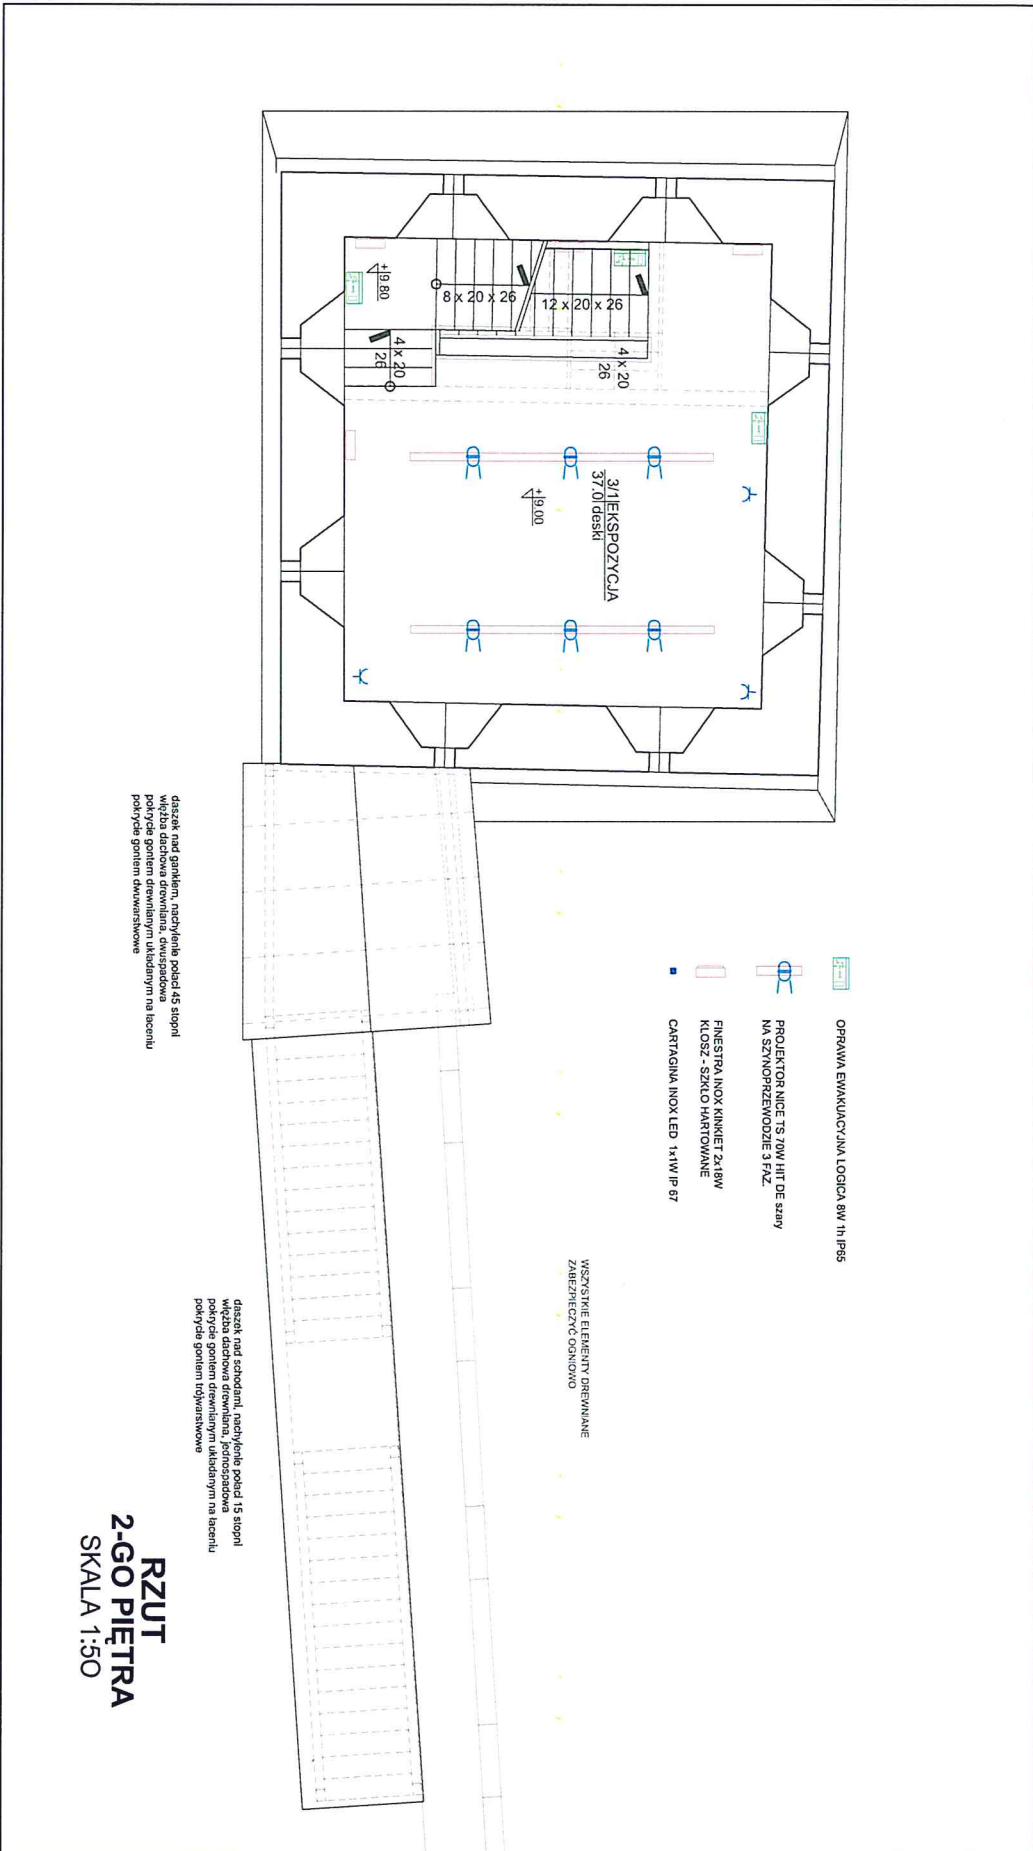 8 x 20 x 26
12 x 20 x 26
+9.80
4 x 20
26
4 x 20
26
3/1 EKSPOZYCJA
37.0 deski
+9.00
OPRAWA EWAKUACYJNA LOGICA 8W 1h IP65
PROJEKTOR NICE TS 70W HIT DE szary
NA SZYNOPRZEWODZIE 3 FAZ.
FINESTRA INOX KINKIET 2x18W
KLOSZ - SZKŁO HARTOWANE
CARTAGINA INOX LED 1x1W IP 67
WSZYSTKIE ELEMENTY DREWNIANE
ZABEZPIECZYĆ OGNIOWO
daszek nad gankiem, nachylenie połaci 45 stopni
więźba dachowa drewniana, dwuspadowa
pokrycie gontem drewnianym układanym na łaceniu
pokrycie gontem dwuwarstwowe
daszek nad schodami, nachylenie połaci 15 stopni
więźba dachowa drewniana, jednospadowa
pokrycie gontem drewnianym układanym na łaceniu
pokrycie gontem trójwarstwowe
RZUT
2-GO PIĘTRA
SKALA 1:50